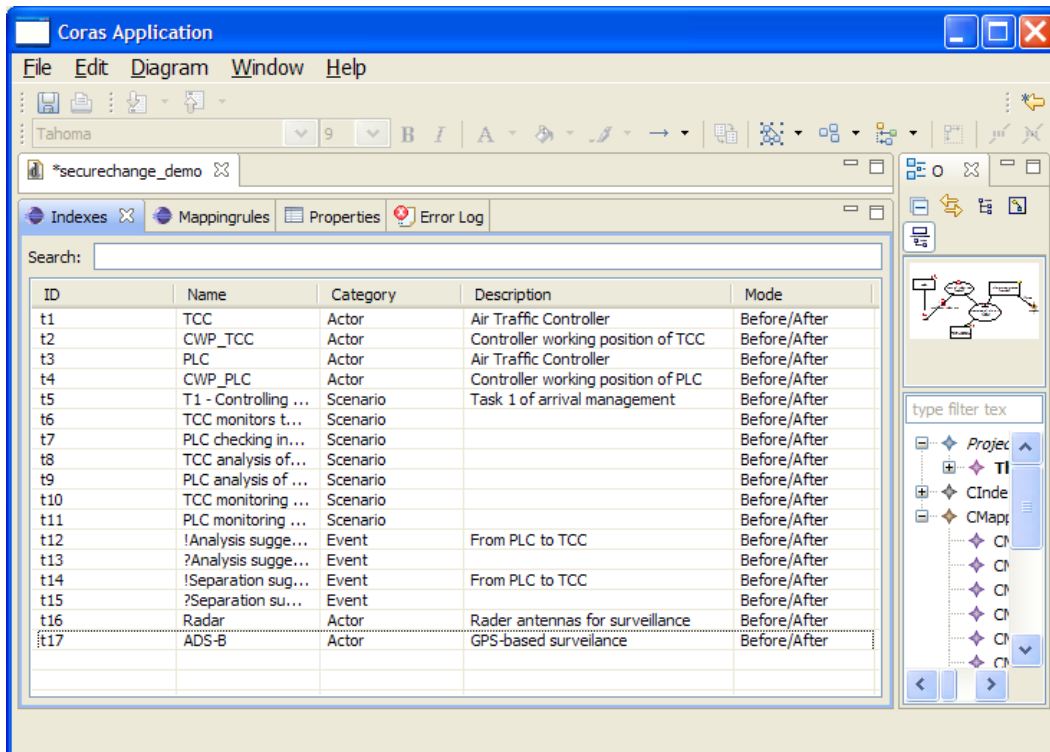 Coras Application
File Edit Diagram Window Help
Tahoma 9 B I A
*securechange_demo
O
Indexes Mappingrules Properties Error Log
Search:
ID Name Category Description Mode
t1 TCC Actor Air Traffic Controller Before/After
t2 CWP_TCC Actor Controller working position of TCC Before/After
t3 PLC Actor Air Traffic Controller Before/After
t4 CWP_PLC Actor Controller working position of PLC Before/After
t5 T1 - Controlling ... Scenario Task 1 of arrival management Before/After
t6 TCC monitors t... Scenario Before/After
t7 PLC checking in... Scenario Before/After
t8 TCC analysis of... Scenario Before/After
t9 PLC analysis of ... Scenario Before/After
t10 TCC monitoring ... Scenario Before/After
t11 PLC monitoring ... Scenario Before/After
t12 !Analysis sugge... Event From PLC to TCC Before/After
t13 ?Analysis sugge... Event Before/After
t14 !Separation sug... Event From PLC to TCC Before/After
t15 ?Separation su... Event Before/After
t16 Radar Actor Rader antennas for surveillance Before/After
t17 ADS-B Actor GPS-based surveilance Before/After
type filter tex
Projec
Tl
CInde
CMapp